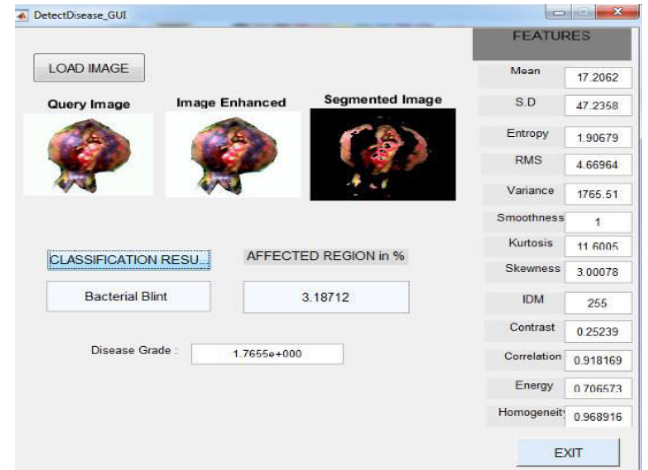 DetectDisease_GUI
LOAD IMAGE
Query Image
Image Enhanced
Segmented Image
CLASSIFICATION RESU...
AFFECTED REGION in %
Bacterial Blint
3.18712
Disease Grade :
1.7655e+000
FEATURES
Mean
17.2062
S.D
47.2358
Entropy
1.90679
RMS
4.66964
Variance
1765.51
Smoothness
1
Kurtosis
11.6005
Skewness
3.00078
IDM
255
Contrast
0.25239
Correlation
0.918169
Energy
0.706573
Homogeneit
0.968916
EXIT